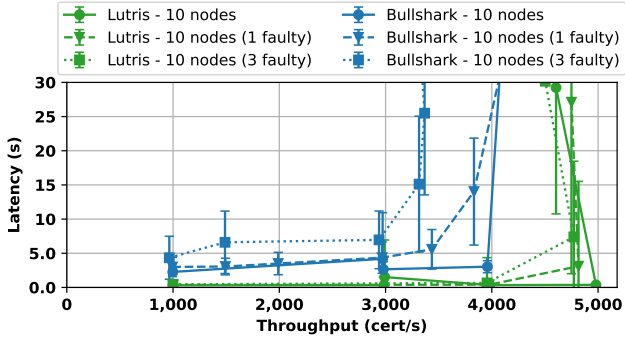 Lutris - 10 nodes
Bullshark - 10 nodes
Lutris - 10 nodes (1 faulty)
Bullshark - 10 nodes (1 faulty)
Lutris - 10 nodes (3 faulty)
Bullshark - 10 nodes (3 faulty)
Latency (s)
30
25
20
15
10
5.0
0.0
0
1,000
2,000
3,000
4,000
5,000
Throughput (cert/s)